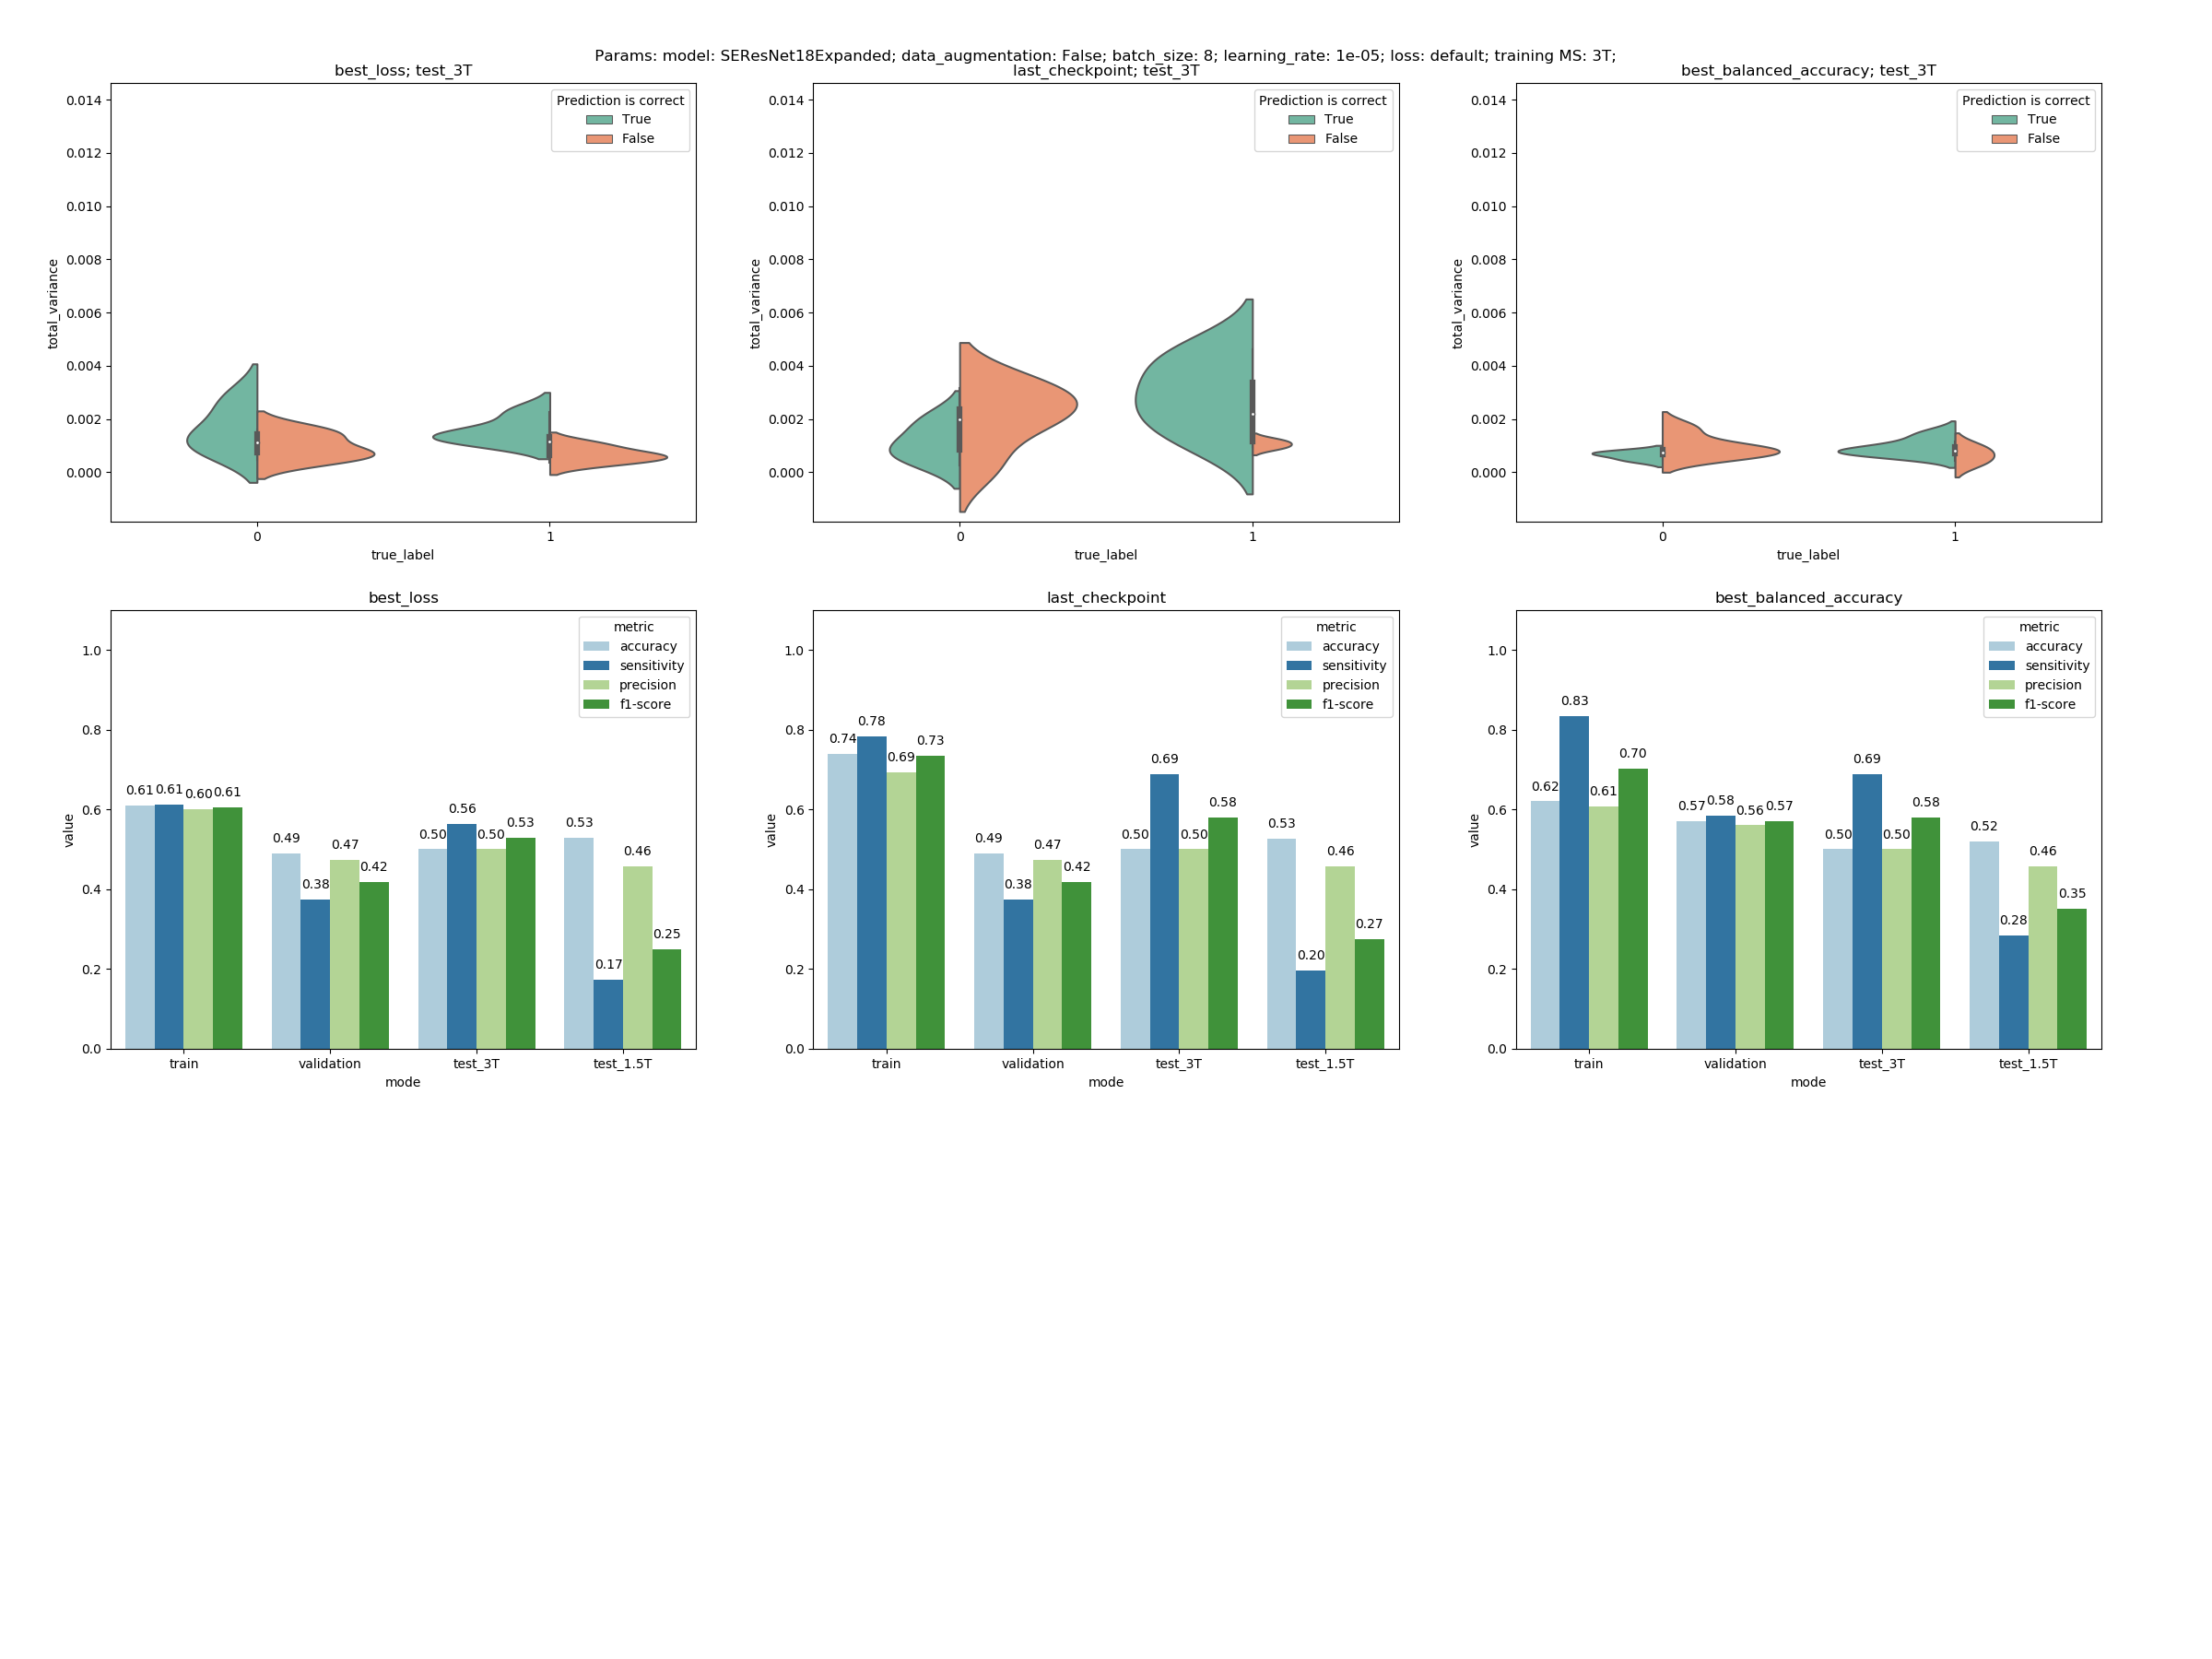 Params: model: SEResNet18Expanded; data_augmentation: False; batch_size: 8; learning_rate: 1e-05; loss: default; training MS: 3T;
best_loss; test_3T
0.014
0.012
0.010
0.008
0.006
0.004
0.002
0.000
total_variance
Prediction is correct
True
False
0 1
true_label
last_checkpoint; test_3T
0.014
0.012
0.010
0.008
0.006
0.004
0.002
0.000
total_variance
Prediction is correct
True
False
0 1
true_label
best_balanced_accuracy; test_3T
0.014
0.012
0.010
0.008
0.006
0.004
0.002
0.000
total_variance
Prediction is correct
True
False
0 1
true_label
best_loss
1.0
0.8
0.6
0.4
0.2
0.0
value
metric
accuracy
sensitivity
precision
f1-score
0.61 0.61 0.60 0.61
0.49 0.38 0.47 0.42
0.50 0.56 0.50 0.53
0.53 0.17 0.46 0.25
train validation test_3T test_1.5T
mode
last_checkpoint
1.0
0.8
0.6
0.4
0.2
0.0
value
metric
accuracy
sensitivity
precision
f1-score
0.74 0.78 0.69 0.73
0.49 0.38 0.47 0.42
0.50 0.69 0.50 0.58
0.53 0.20 0.46 0.27
train validation test_3T test_1.5T
mode
best_balanced_accuracy
1.0
0.8
0.6
0.4
0.2
0.0
value
metric
accuracy
sensitivity
precision
f1-score
0.62 0.83 0.61 0.70
0.57 0.58 0.56 0.57
0.50 0.69 0.50 0.58
0.52 0.28 0.46 0.35
train validation test_3T test_1.5T
mode